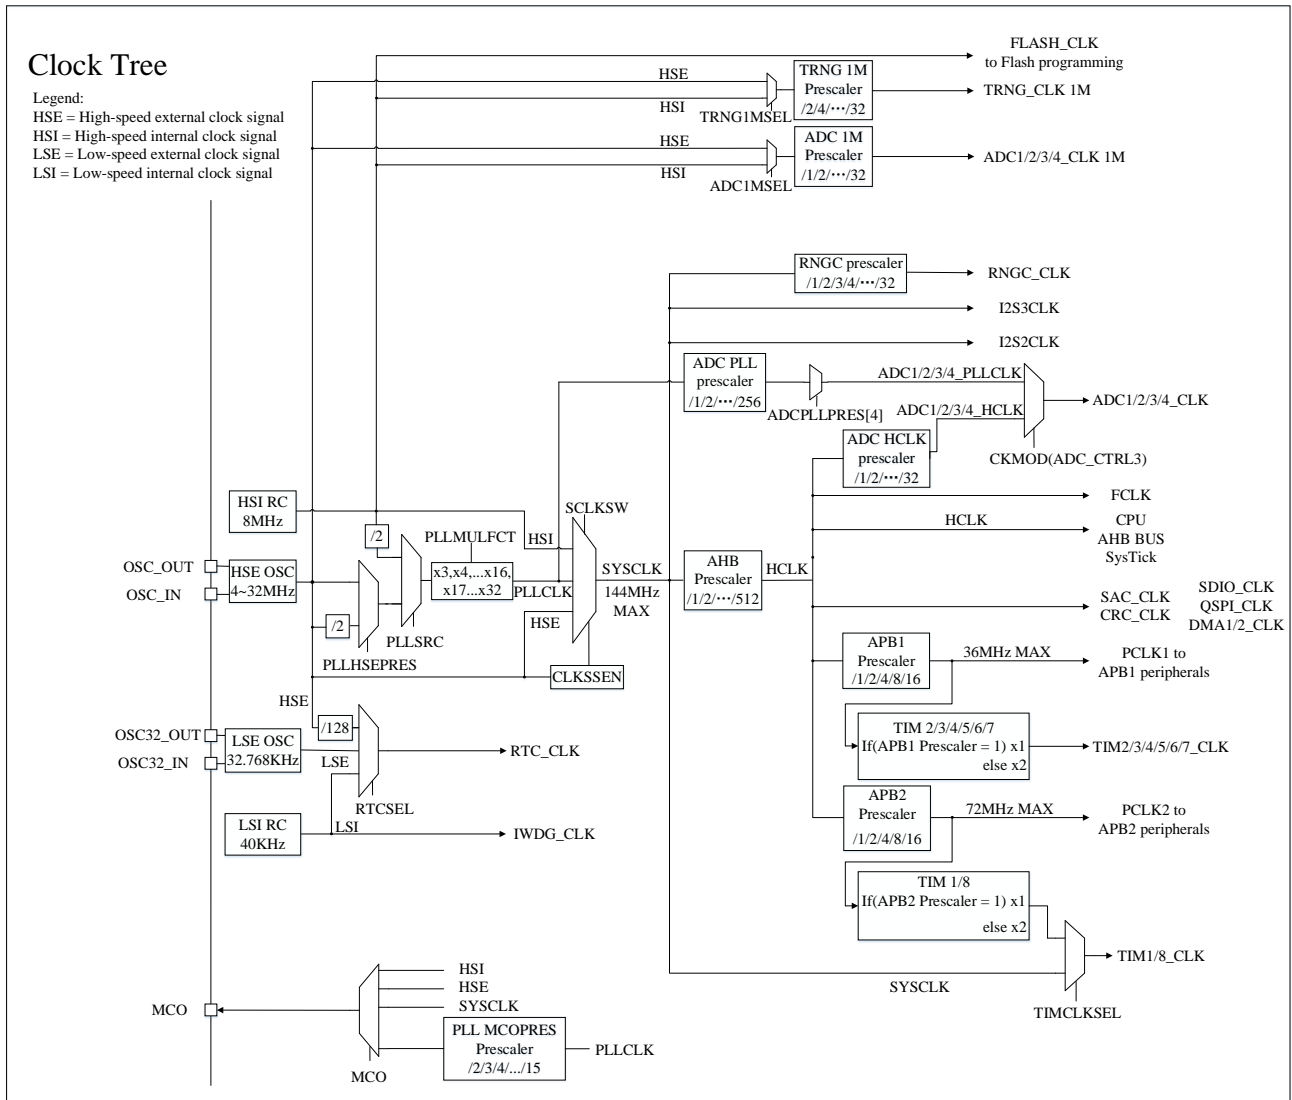 Clock Tree
Legend:
HSE = High-speed external clock signal
HSI = High-speed internal clock signal
LSE = Low-speed external clock signal
LSI = Low-speed internal clock signal
FLASH_CLK
to Flash programming
HSE
HSI
TRNG1MSEL
TRNG 1M
Prescaler
/2/4/···/32
TRNG_CLK 1M
HSE
HSI
ADC1MSEL
ADC 1M
Prescaler
/1/2/···/32
ADC1/2/3/4_CLK 1M
RNGC prescaler
/1/2/3/4/···/32
RNGC_CLK
I2S3CLK
I2S2CLK
ADC PLL
prescaler
/1/2/···/256
ADCPLLPRES[4]
ADC1/2/3/4_PLLCLK
ADC1/2/3/4_HCLK
ADC1/2/3/4_CLK
CKMOD(ADC_CTRL3)
ADC HCLK
prescaler
/1/2/···/32
FCLK
HCLK
CPU
AHB BUS
SysTick
HSI RC
8MHz
/2
PLLMULFCT
SCLKSW
HSI
OSC_OUT
OSC_IN
HSE OSC
4~32MHz
/2
PLLHSEPRES
PLLSRC
x3,x4,...x16,
x17...x32
PLLCLK
HSE
SYSCLK
144MHz
MAX
CLKSSEN
AHB
Prescaler
/1/2/···/512
HCLK
SAC_CLK
CRC_CLK
SDIO_CLK
QSPI_CLK
DMA1/2_CLK
APB1
Prescaler
/1/2/4/8/16
36MHz MAX
PCLK1 to
APB1 peripherals
HSE
/128
OSC32_OUT
OSC32_IN
LSE OSC
32.768KHz
LSE
RTCSEL
RTC_CLK
TIM 2/3/4/5/6/7
If(APB1 Prescaler = 1) x1
else x2
TIM2/3/4/5/6/7_CLK
LSI RC
40KHz
LSI
IWDG_CLK
APB2
Prescaler
/1/2/4/8/16
72MHz MAX
PCLK2 to
APB2 peripherals
TIM 1/8
If(APB2 Prescaler = 1) x1
else x2
TIM1/8_CLK
SYSCLK
TIMCLKSEL
MCO
HSI
HSE
SYSCLK
PLL MCOPRES
Prescaler
/2/3/4/.../15
PLLCLK
MCO